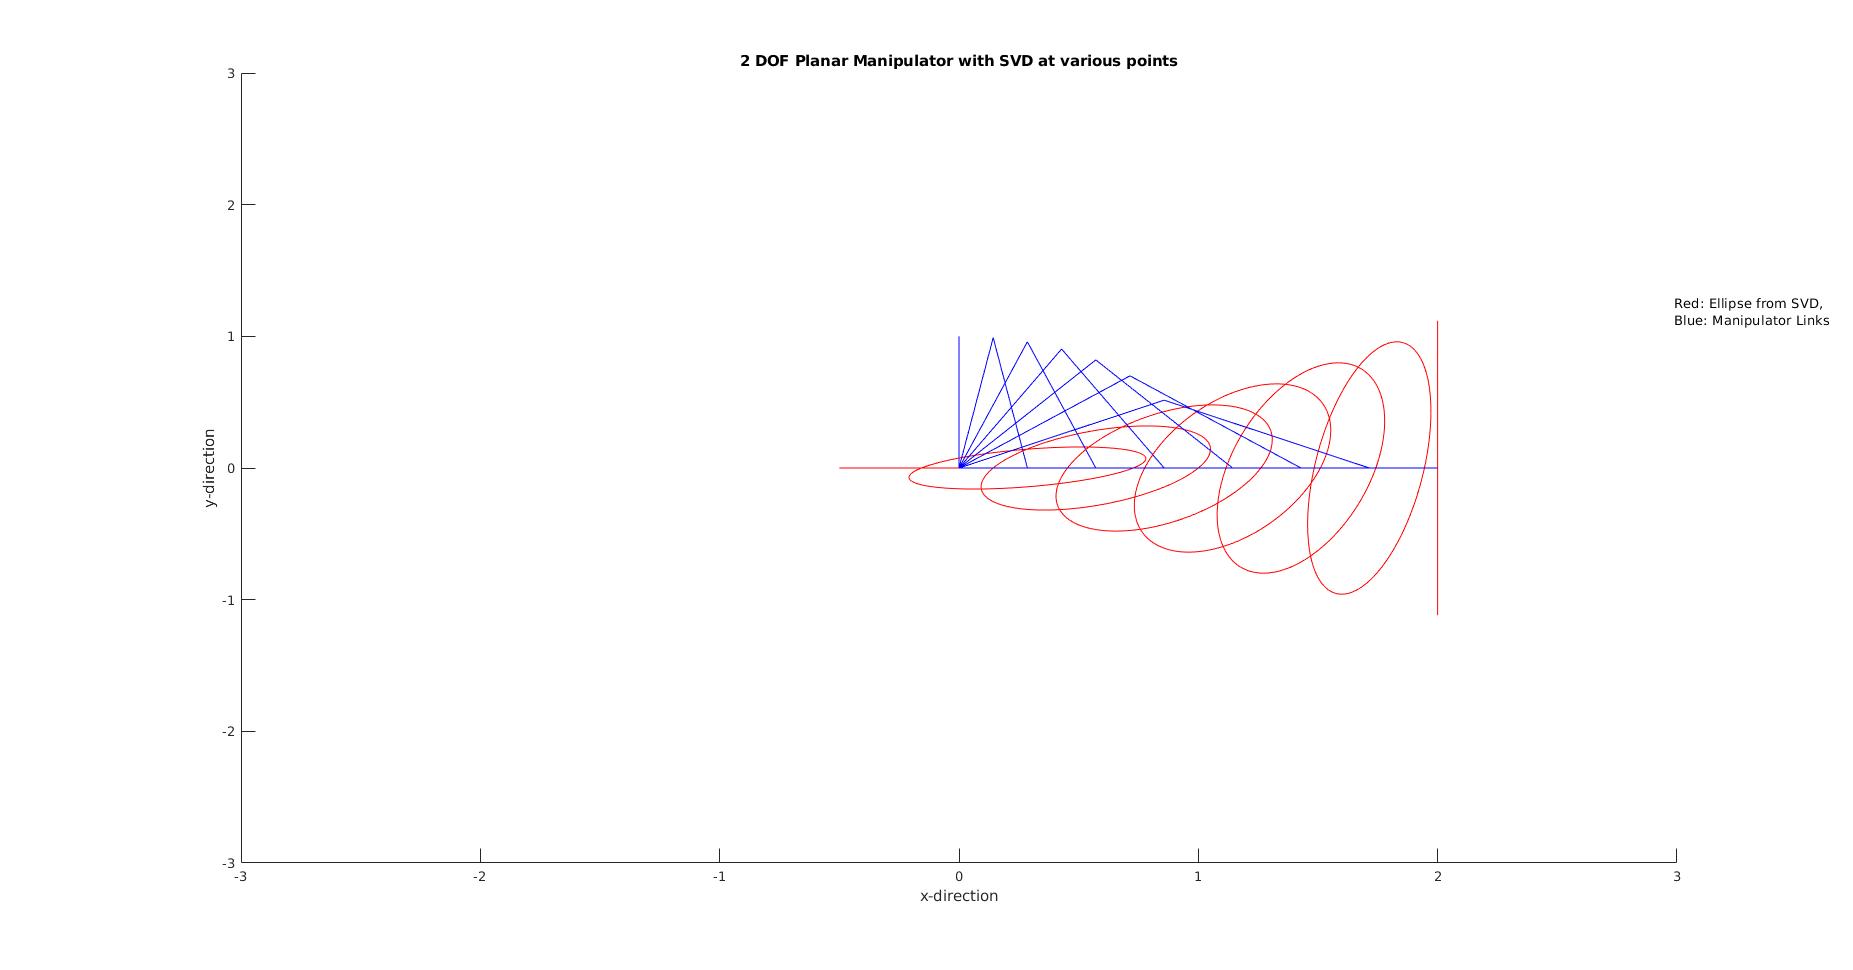 2 DOF Planar Manipulator with SVD at various points
3
2
1
0
-1
-2
-3
y-direction
-3
-2
-1
0
1
2
3
x-direction
Red: Ellipse from SVD,
Blue: Manipulator Links